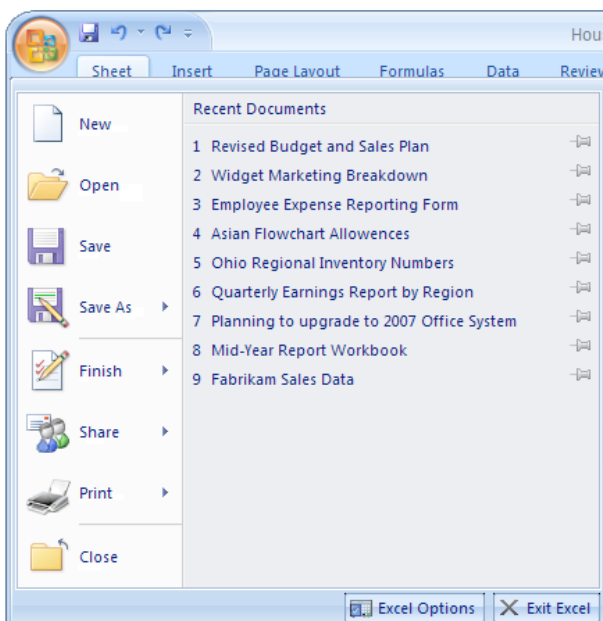 Hou
Sheet Insert Page Layout Formulas Data Review
New
Open
Save
Save As
Finish
Share
Print
Close
Recent Documents
1 Revised Budget and Sales Plan
2 Widget Marketing Breakdown
3 Employee Expense Reporting Form
4 Asian Flowchart Allowences
5 Ohio Regional Inventory Numbers
6 Quarterly Earnings Report by Region
7 Planning to upgrade to 2007 Office System
8 Mid-Year Report Workbook
9 Fabrikam Sales Data
Excel Options Exit Excel